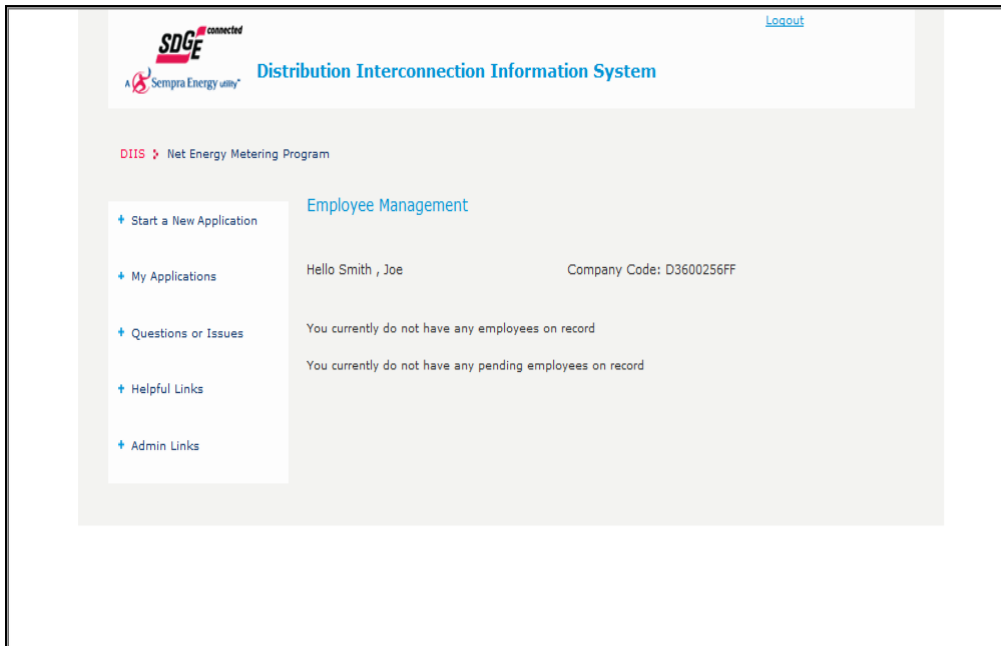 Logout
connected
SDGE
A Sempra Energy utility™
Distribution Interconnection Information System
DIIS Net Energy Metering Program
Employee Management
+ Start a New Application
Hello Smith , Joe Company Code: D3600256FF
+ My Applications
You currently do not have any employees on record
+ Questions or Issues
You currently do not have any pending employees on record
+ Helpful Links
+ Admin Links